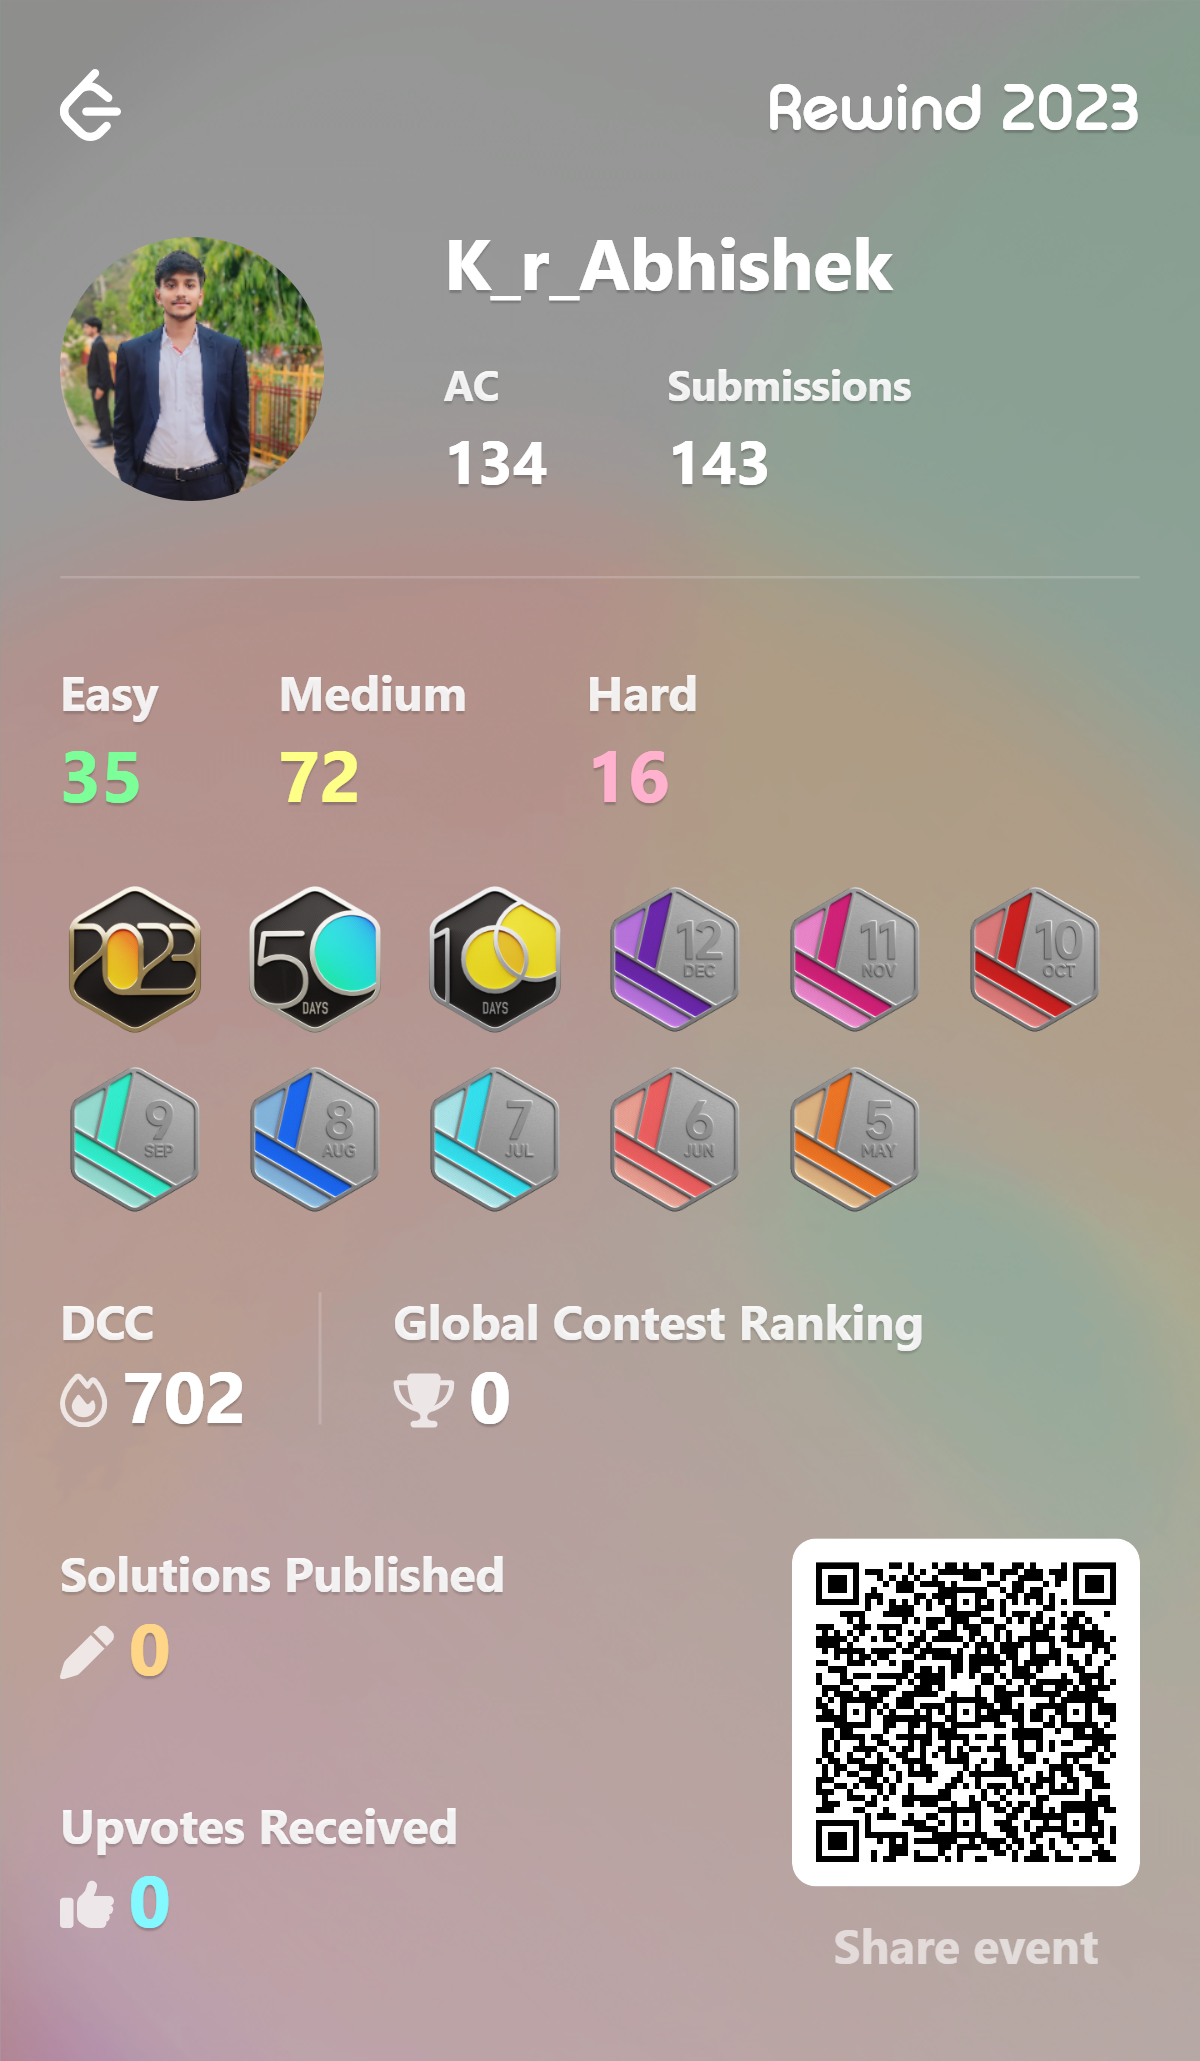 Rewind 2023
K_r_Abhishek
AC Submissions
134 143
Easy Medium Hard
35 72 16
2023 50 DAYS 100 DAYS 12 DEC 11 NOV 10 OCT
9 SEP 8 AUG 7 JUL 6 JUN 5 MAY
DCC Global Contest Ranking
702 0
Solutions Published
0
Upvotes Received
0
Share event